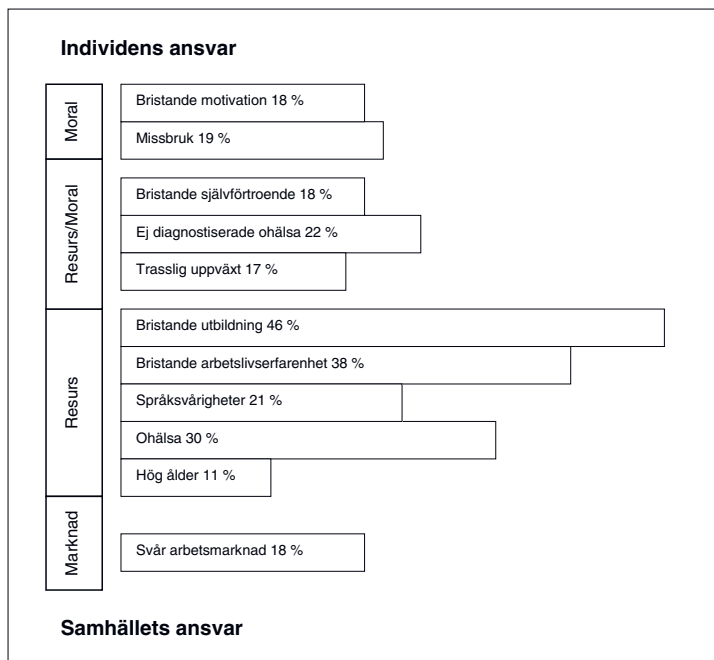 Individens ansvar
Moral
Bristande motivation 18 %
Missbruk 19 %
Resurs/Moral
Bristande självförtroende 18 %
Ej diagnostiserade ohälsa 22 %
Trasslig uppväxt 17 %
Resurs
Bristande utbildning 46 %
Bristande arbetslivserfarenhet 38 %
Språksvårigheter 21 %
Ohälsa 30 %
Hög ålder 11 %
Marknad
Svår arbetsmarknad 18 %
Samhällets ansvar